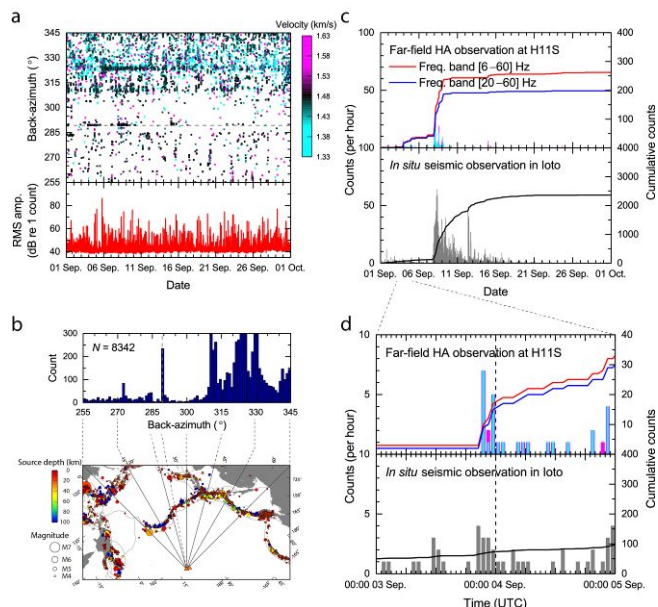 a
345
330
315
300
285
270
255
Back-azimuth (°)
Velocity (km/s)
1.63
1.58
1.53
1.48
1.43
1.38
1.33
80
60
40
RMS amp.
(dB re 1 count)
01 Sep. 06 Sep. 11 Sep. 16 Sep. 21 Sep. 26 Sep. 01 Oct.
Date
b
300
200
100
0
Count
N = 8342
255 270 285 300 315 330 345
Back-azimuth (°)
Source depth (km)
0
20
40
60
80
100
Magnitude
M7
M6
M5
M4
c
Far-field HA observation at H11S
Freq. band [6–60] Hz
Freq. band [20–60] Hz
100
50
400
300
200
100
0
Counts (per hour)
Cumulative counts
In situ seismic observation in Ioto
100
50
0
4000
3000
2000
1000
0
01 Sep. 06 Sep. 11 Sep. 16 Sep. 21 Sep. 26 Sep. 01 Oct.
Date
d
Far-field HA observation at H11S
10
5
40
30
20
10
0
Counts (per hour)
Cumulative counts
In situ seismic observation in Ioto
10
5
0
400
300
200
100
0
00:00 03 Sep. 00:00 04 Sep. 00:00 05 Sep.
Time (UTC)